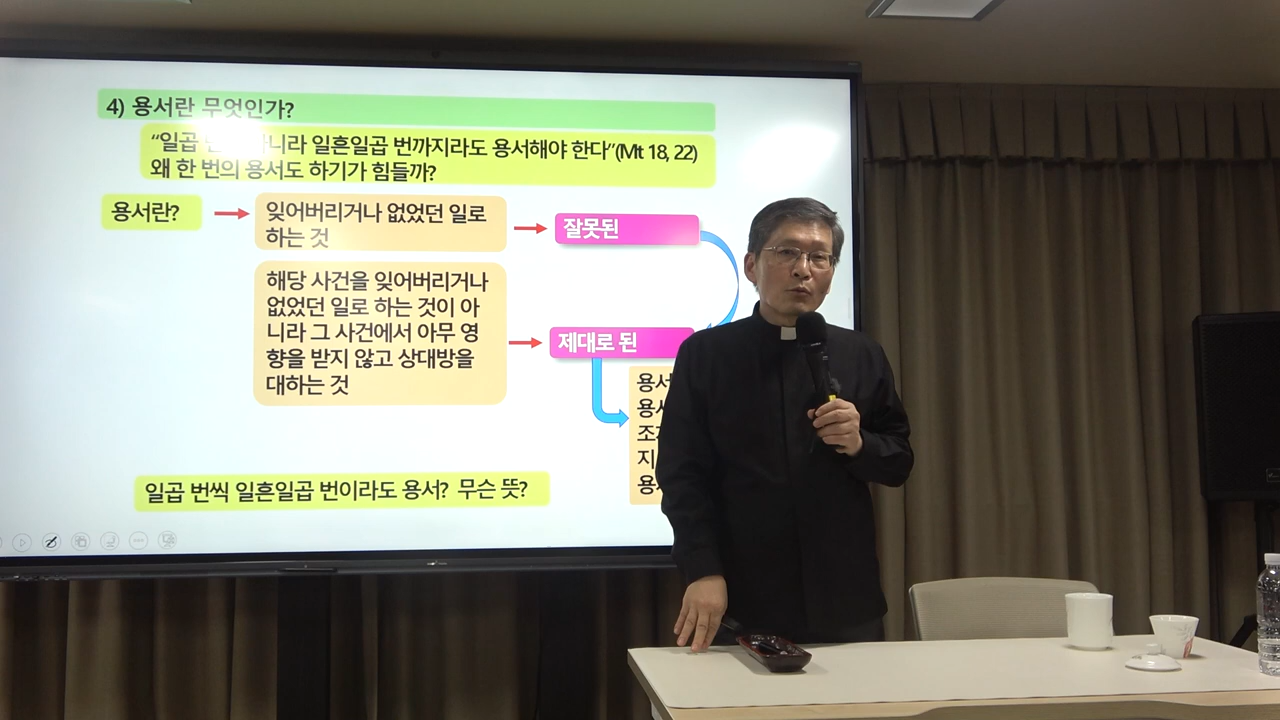 4) 용서란 무엇인가?
“일곱 아니라 일흔일곱 번까지라도 용서해야 한다”(Mt 18, 22)
왜 한 번의 용서도 하기가 힘들까?
용서란?
잊어버리거나 없었던 일로
하는 것
잘못된
해당 사건을 잊어버리거나
없었던 일로 하는 것이 아
니라 그 사건에서 아무 영
향을 받지 않고 상대방을
대하는 것
제대로 된
용서
일곱 번씩 일흔일곱 번이라도 용서? 무슨 뜻?